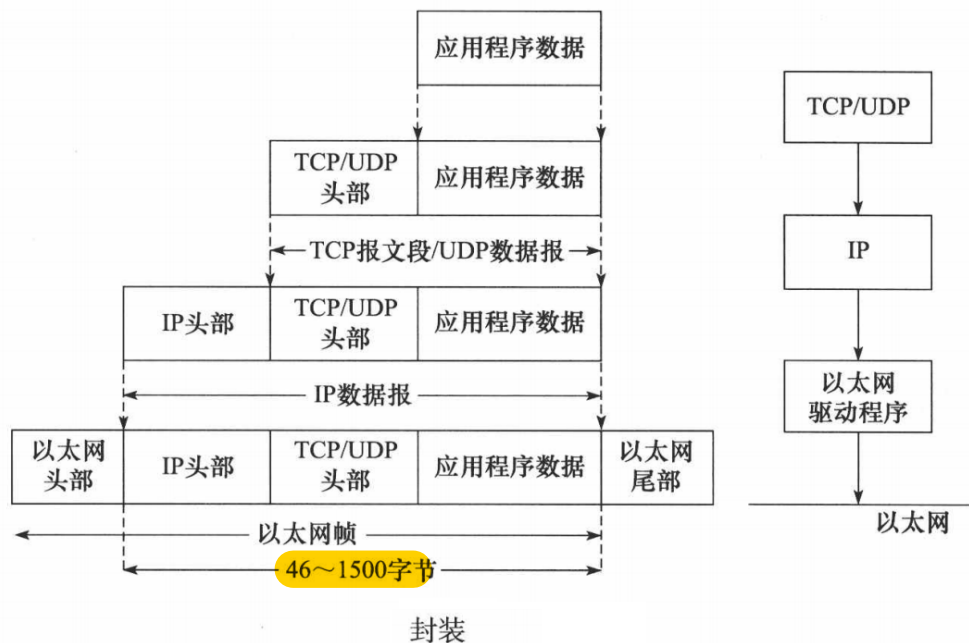 应用程序数据
TCP/UDP
头部
应用程序数据
TCP报文段/UDP数据报
IP头部
TCP/UDP
头部
应用程序数据
IP数据报
以太网
头部
IP头部
TCP/UDP
头部
应用程序数据
以太网
尾部
以太网帧
46～1500字节
TCP/UDP
IP
以太网
驱动程序
以太网
封装